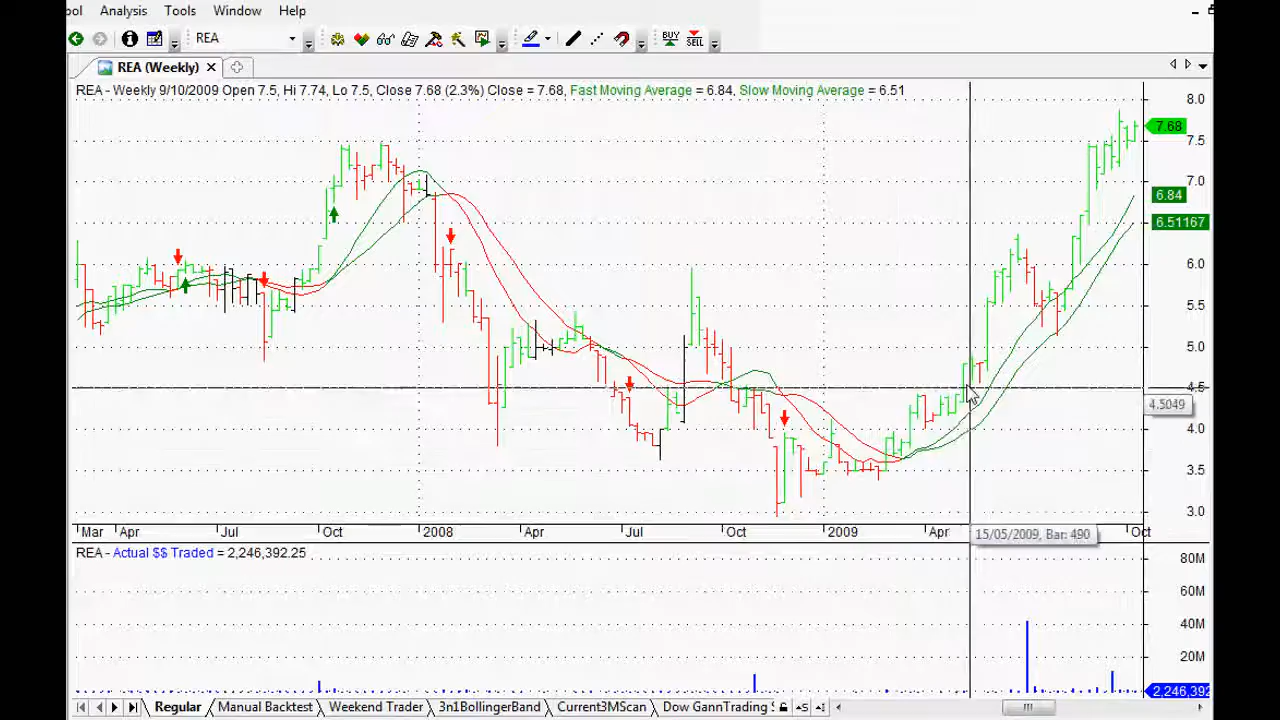 ol Analysis Tools Window Help
REA BUY SELL
REA (Weekly)
REA - Weekly 9/10/2009 Open 7.5, Hi 7.74, Lo 7.5, Close 7.68 (2.3%) Close = 7.68, Fast Moving Average = 6.84, Slow Moving Average = 6.51
8.0
7.68
7.5
7.0
6.84
6.51167
6.0
5.5
5.0
4.5
4.5049
4.0
3.5
3.0
Mar Apr Jul Oct 2008 Apr Jul Oct 2009 Apr 15/05/2009, Bar: 490 Oct
REA - Actual $$ Traded = 2,246,392.25
80M
60M
40M
20M
2,246,392
Regular Manual Backtest Weekend Trader 3n1BollingerBand Current3MScan Dow GannTrading S